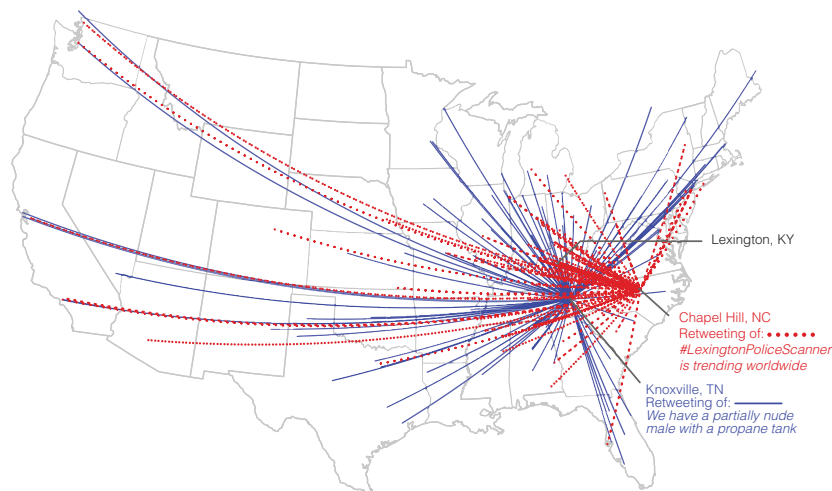 Lexington, KY
Chapel Hill, NC
Retweeting of:
#LexingtonPoliceScanner
is trending worldwide
Knoxville, TN
Retweeting of:
We have a partially nude
male with a propane tank